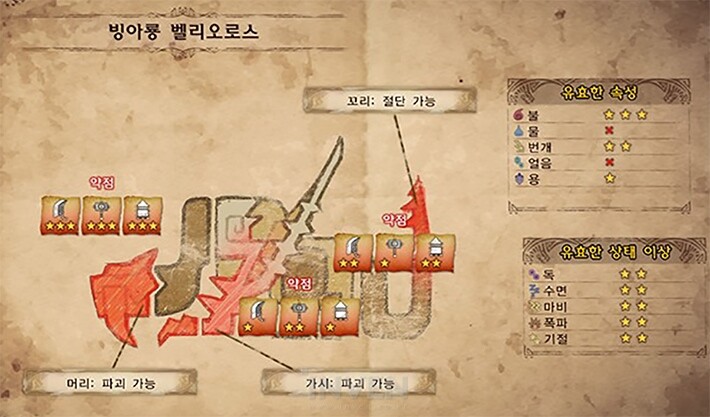 빙아룡 벨리오로스
꼬리: 절단 가능
유효한 속성
불
물
번개
얼음
용
약점
약점
약점
유효한 상태 이상
독
수면
마비
폭파
기절
머리: 파괴 가능
가시: 파괴 가능